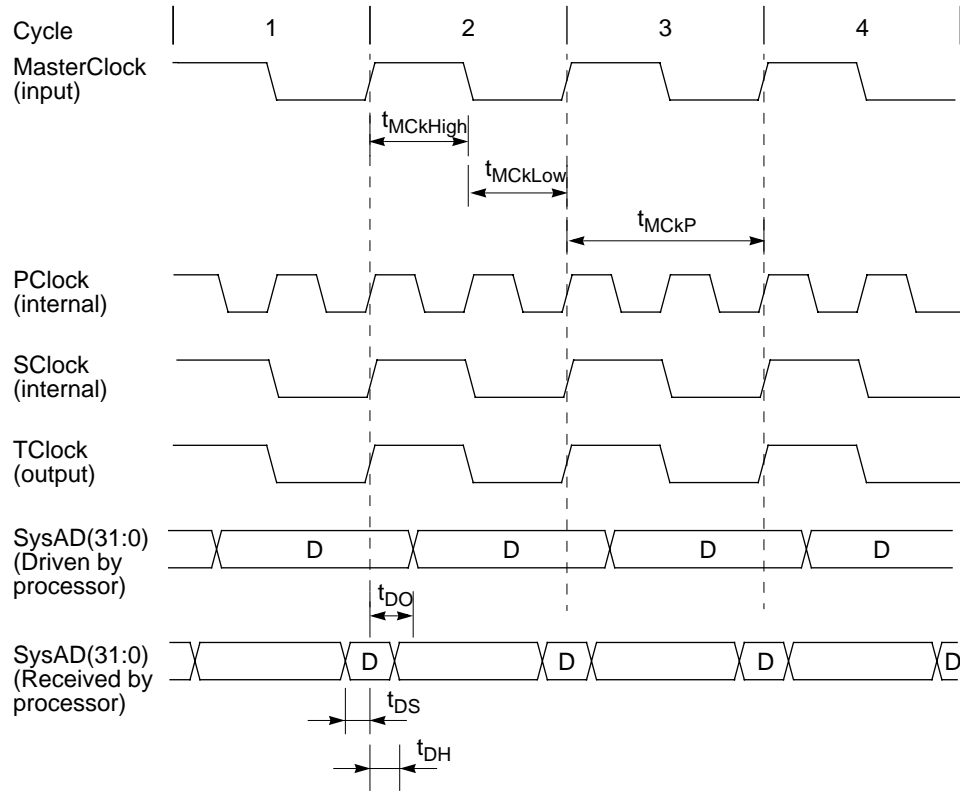 Cycle 1 2 3 4
MasterClock
(input)
tMCkHigh
tMCkLow
tMCkP
PClock
(internal)
SClock
(internal)
TClock
(output)
SysAD(31:0)
(Driven by
processor)
D D D D
tDO
SysAD(31:0)
(Received by
processor)
D D D D
tDS
tDH